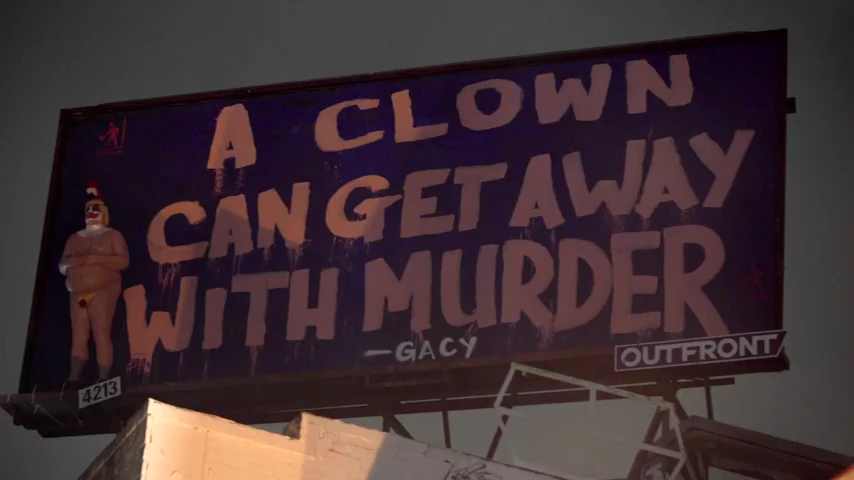 A CLOWN
CAN GET AWAY
WITH MURDER
—GACY
OUTFRONT
4213